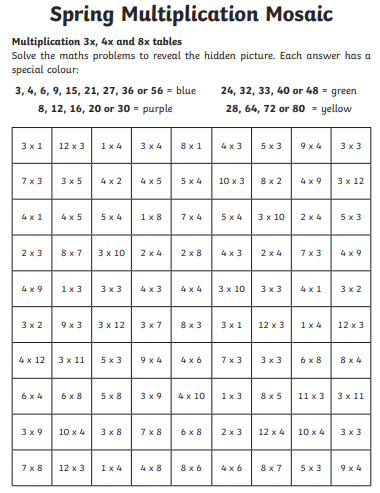 Spring Multiplication Mosaic
Multiplication 3x, 4x and 8x tables
Solve the maths problems to reveal the hidden picture. Each answer has a
special colour:
3, 4, 6, 9, 15, 21, 27, 36 or 56 = blue
24, 32, 33, 40 or 48 = green
8, 12, 16, 20 or 30 = purple
28, 64, 72 or 80 = yellow
3 x 1 12 x 3 1 x 4 3 x 4 8 x 1 4 x 3 5 x 3 9 x 4 3 x 3
7 x 3 3 x 5 4 x 2 4 x 5 5 x 4 10 x 3 8 x 2 4 x 9 3 x 12
4 x 1 4 x 5 5 x 4 1 x 8 7 x 4 5 x 4 3 x 10 2 x 4 5 x 3
2 x 3 8 x 7 3 x 10 2 x 4 2 x 8 4 x 3 2 x 4 7 x 3 4 x 9
4 x 9 1 x 3 3 x 3 4 x 3 4 x 4 3 x 10 3 x 3 4 x 1 3 x 2
3 x 2 9 x 3 3 x 12 3 x 7 8 x 3 3 x 1 12 x 3 1 x 4 12 x 3
4 x 12 3 x 11 5 x 3 9 x 4 4 x 6 7 x 3 3 x 3 6 x 8 8 x 4
6 x 4 6 x 8 5 x 8 3 x 9 4 x 10 1 x 3 8 x 5 11 x 3 3 x 11
3 x 9 10 x 4 3 x 8 7 x 8 6 x 8 2 x 3 12 x 4 10 x 4 3 x 3
7 x 8 12 x 3 1 x 4 4 x 8 8 x 6 4 x 6 8 x 7 5 x 3 9 x 4